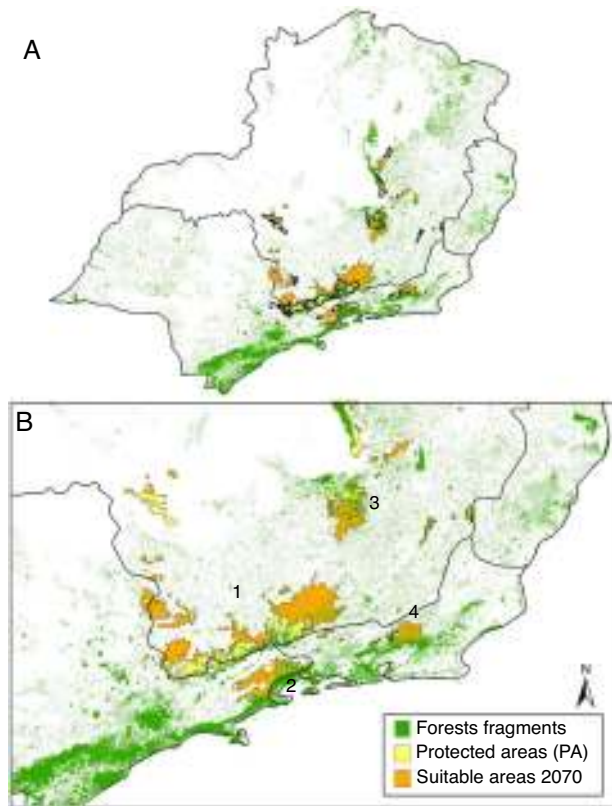 A
B
3
1
4
2
N
Forests fragments
Protected areas (PA)
Suitable areas 2070